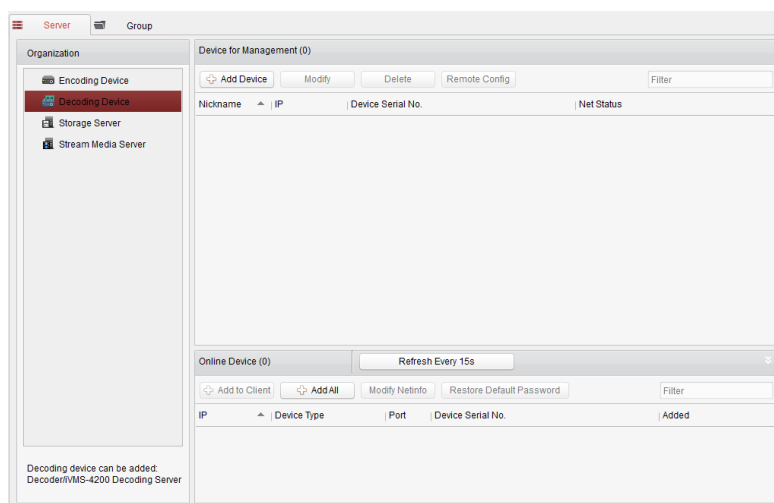 Server Group
Organization
Encoding Device
Decoding Device
Storage Server
Stream Media Server
Decoding device can be added:
Decoder/iVMS-4200 Decoding Server
Device for Management (0)
Add Device Modify Delete Remote Config Filter
Nickname IP Device Serial No. Net Status
Online Device (0) Refresh Every 15s
Add to Client Add All Modify Netinfo Restore Default Password Filter
IP Device Type Port Device Serial No. Added